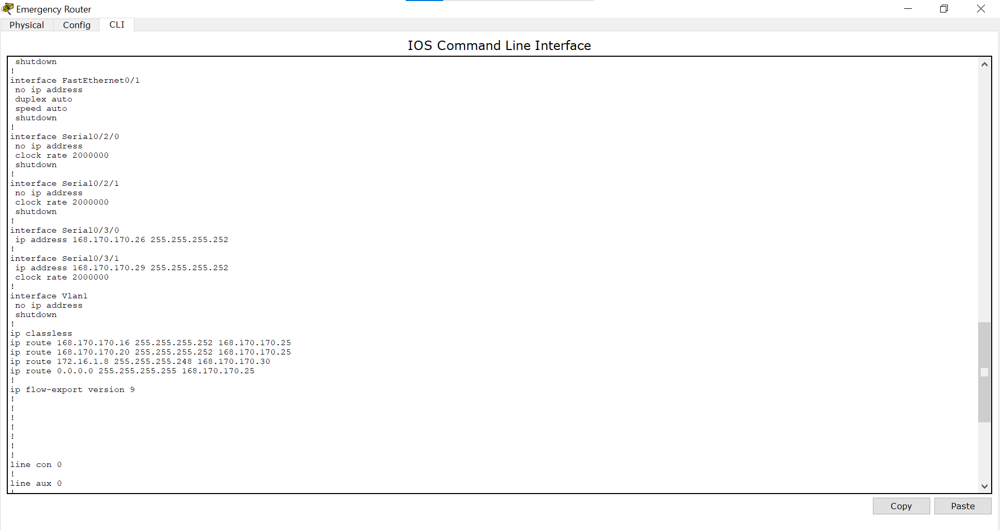 Emergency Router
Physical Config CLI
IOS Command Line Interface
shutdown
!
interface FastEthernet0/1
no ip address
duplex auto
speed auto
shutdown
!
interface Serial0/2/0
no ip address
clock rate 2000000
shutdown
!
interface Serial0/2/1
no ip address
clock rate 2000000
shutdown
!
interface Serial0/3/0
ip address 168.170.170.26 255.255.255.252
!
interface Serial0/3/1
ip address 168.170.170.29 255.255.255.252
clock rate 2000000
!
interface Vlan1
no ip address
shutdown
!
ip classless
ip route 168.170.170.16 255.255.255.252 168.170.170.25
ip route 168.170.170.20 255.255.255.252 168.170.170.25
ip route 172.16.1.8 255.255.255.248 168.170.170.30
ip route 0.0.0.0 255.255.255.255 168.170.170.25
!
ip flow-export version 9
!
!
!
!
!
!
!
line con 0
!
line aux 0
!
Copy Paste